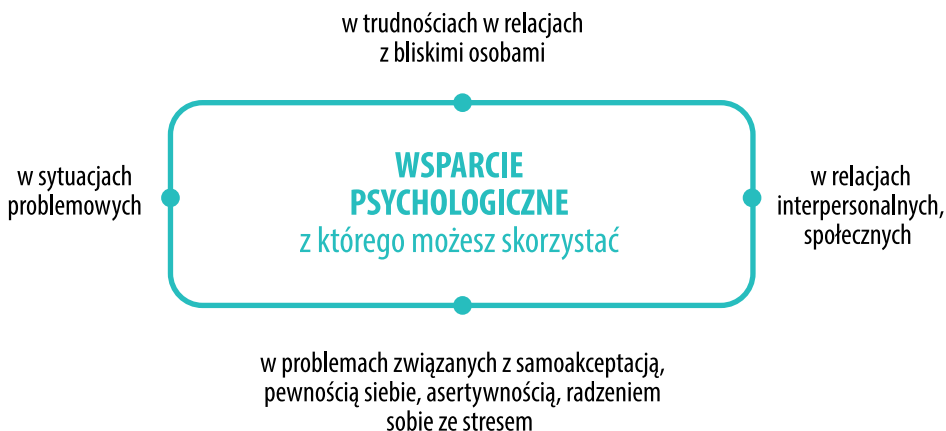 w trudnościach w relacjach
z bliskimi osobami
w sytuacjach
problemowych
WSPARCIE
PSYCHOLOGICZNE
z którego możesz skorzystać
w relacjach
interpersonalnych,
społecznych
w problemach związanych z samoakceptacją,
pewnością siebie, asertywnością, radzeniem
sobie ze stresem